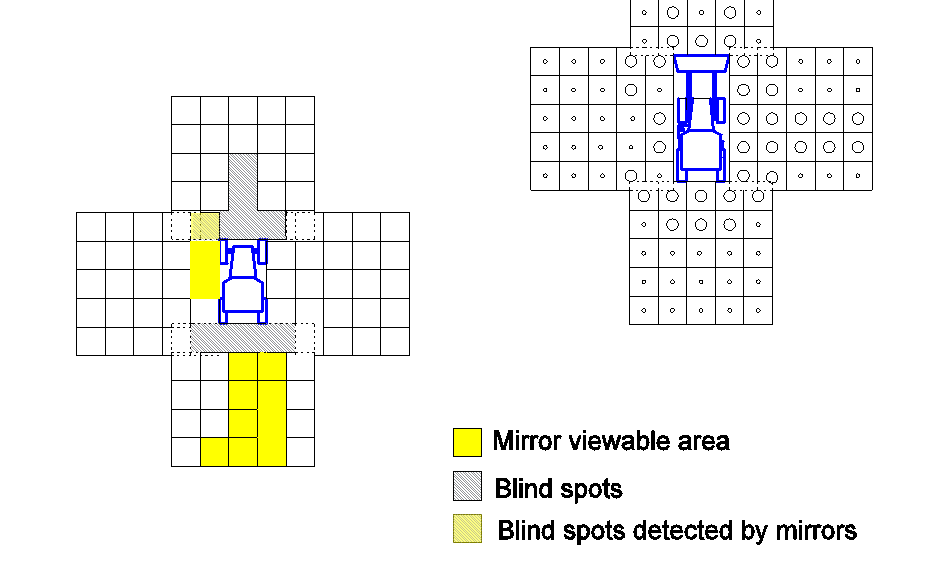 Mirror viewable area
Blind spots
Blind spots detected by mirrors